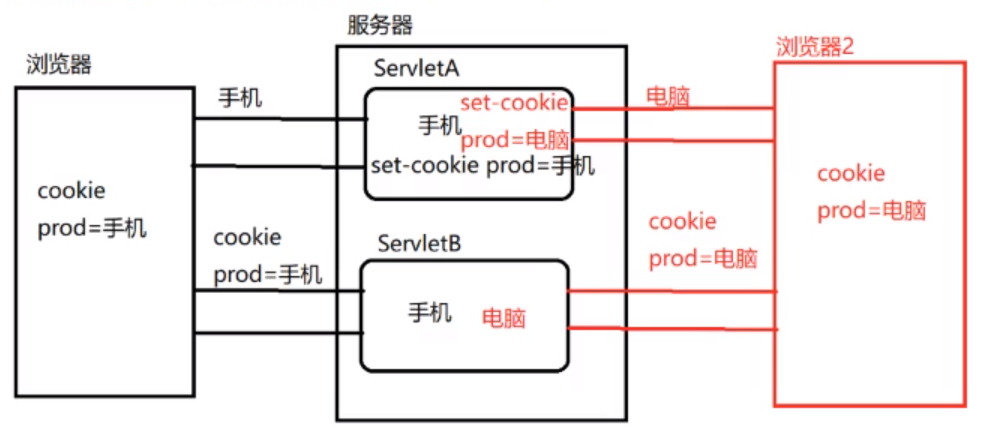 服务器
浏览器
浏览器2
ServletA
手机
set-cookie
电脑
手机
prod=电脑
set-cookie prod=手机
cookie
prod=手机
cookie
prod=电脑
cookie
prod=手机
ServletB
cookie
prod=电脑
手机
电脑